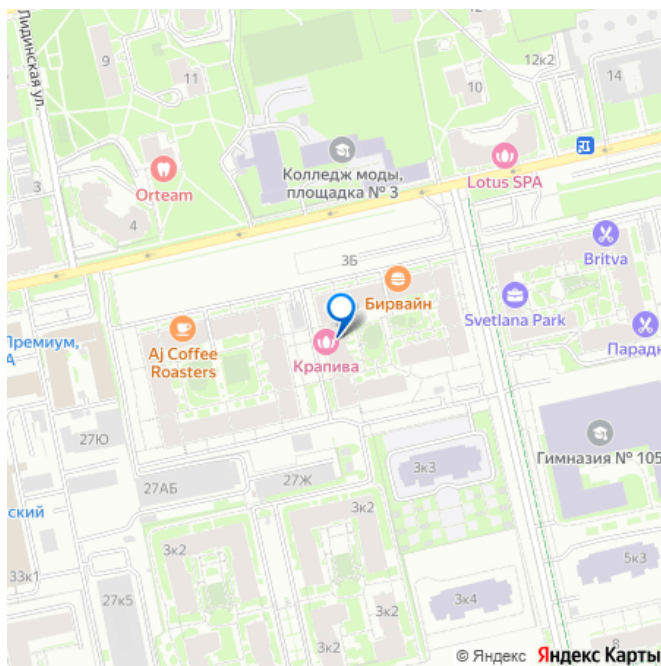 Лидинская ул.
9
11
12к2
10
14
Orteam
Колледж моды,
площадка № 3
Lotus SPA
3
4
3Б
Britva
Бирвайн
Svetlana Park
Aj Coffee
Roasters
Премиум,
А
Крапива
Парадн
27Ю
Гимназия № 105
27АБ
27Ж
3к3
ский
3к2
3к2
33к1
27к5
5к3
3к2
3к4
3к2
8
© Яндекс Яндекс Карты